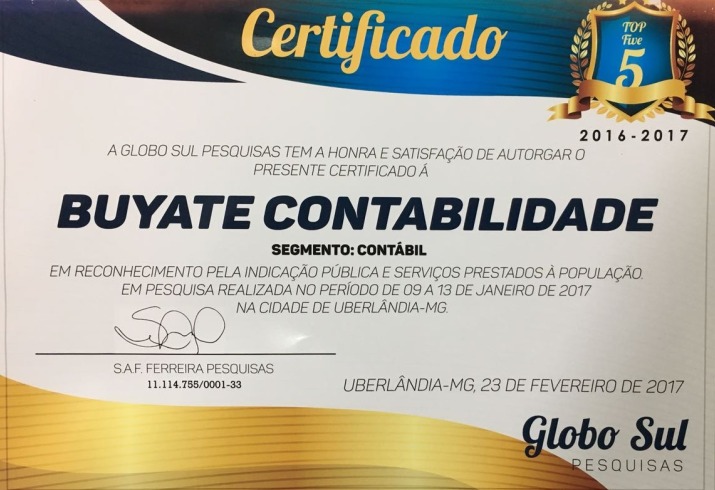 Certificado
TOP
Five
5
2016-2017
A GLOBO SUL PESQUISAS TEM A HONRA E SATISFAÇÃO DE AUTORGAR O
PRESENTE CERTIFICADO Á
BUYATE CONTABILIDADE
SEGMENTO: CONTÁBIL
EM RECONHECIMENTO PELA INDICAÇÃO PÚBLICA E SERVIÇOS PRESTADOS À POPULAÇÃO.
EM PESQUISA REALIZADA NO PERÍODO DE 09 A 13 DE JANEIRO DE 2017
NA CIDADE DE UBERLÂNDIA-MG.
S.A.F. FERREIRA PESQUISAS
11.114.755/0001-33
UBERLÂNDIA-MG, 23 DE FEVEREIRO DE 2017
Globo Sul
PESQUISAS